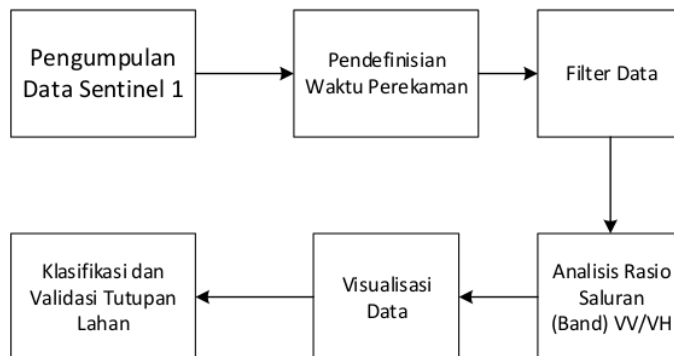 Pengumpulan
Data Sentinel 1
Pendefinisian
Waktu Perekaman
Filter Data
Analisis Rasio
Saluran
(Band) VV/VH
Visualisasi
Data
Klasifikasi dan
Validasi Tutupan
Lahan